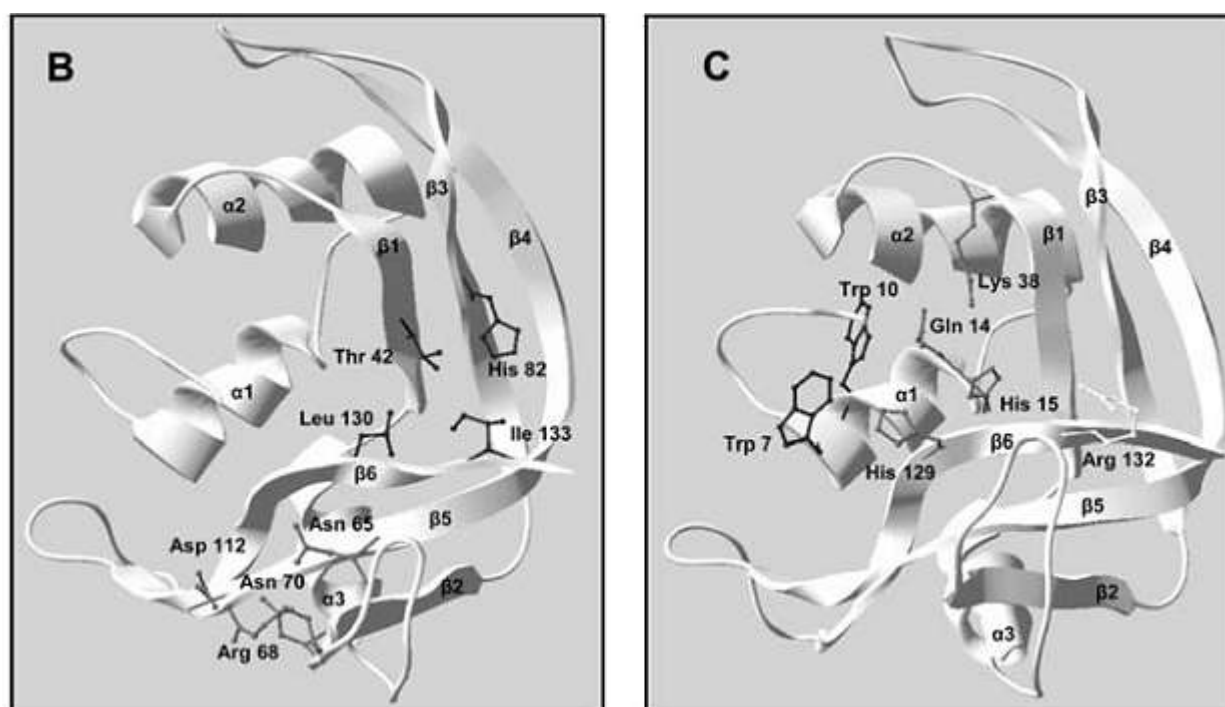 B
β3
α2
β4
β1
Thr 42
His 82
α1
Leu 130
Ile 133
β6
Asn 65
β5
Asp 112
Asn 70
α3
β2
Arg 68
C
β3
α2
β1
β4
Lys 38
Trp 10
Gln 14
α1
His 15
Trp 7
β6
His 129
Arg 132
β5
β2
α3